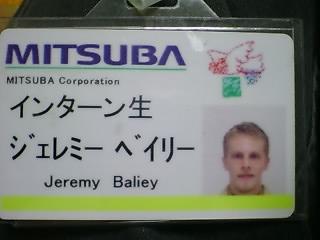 MITSUBA
MITSUBA Corporation
インターン生
ｼﾞｪﾚﾐｰ ﾍﾞｲﾘｰ
Jeremy Baliey